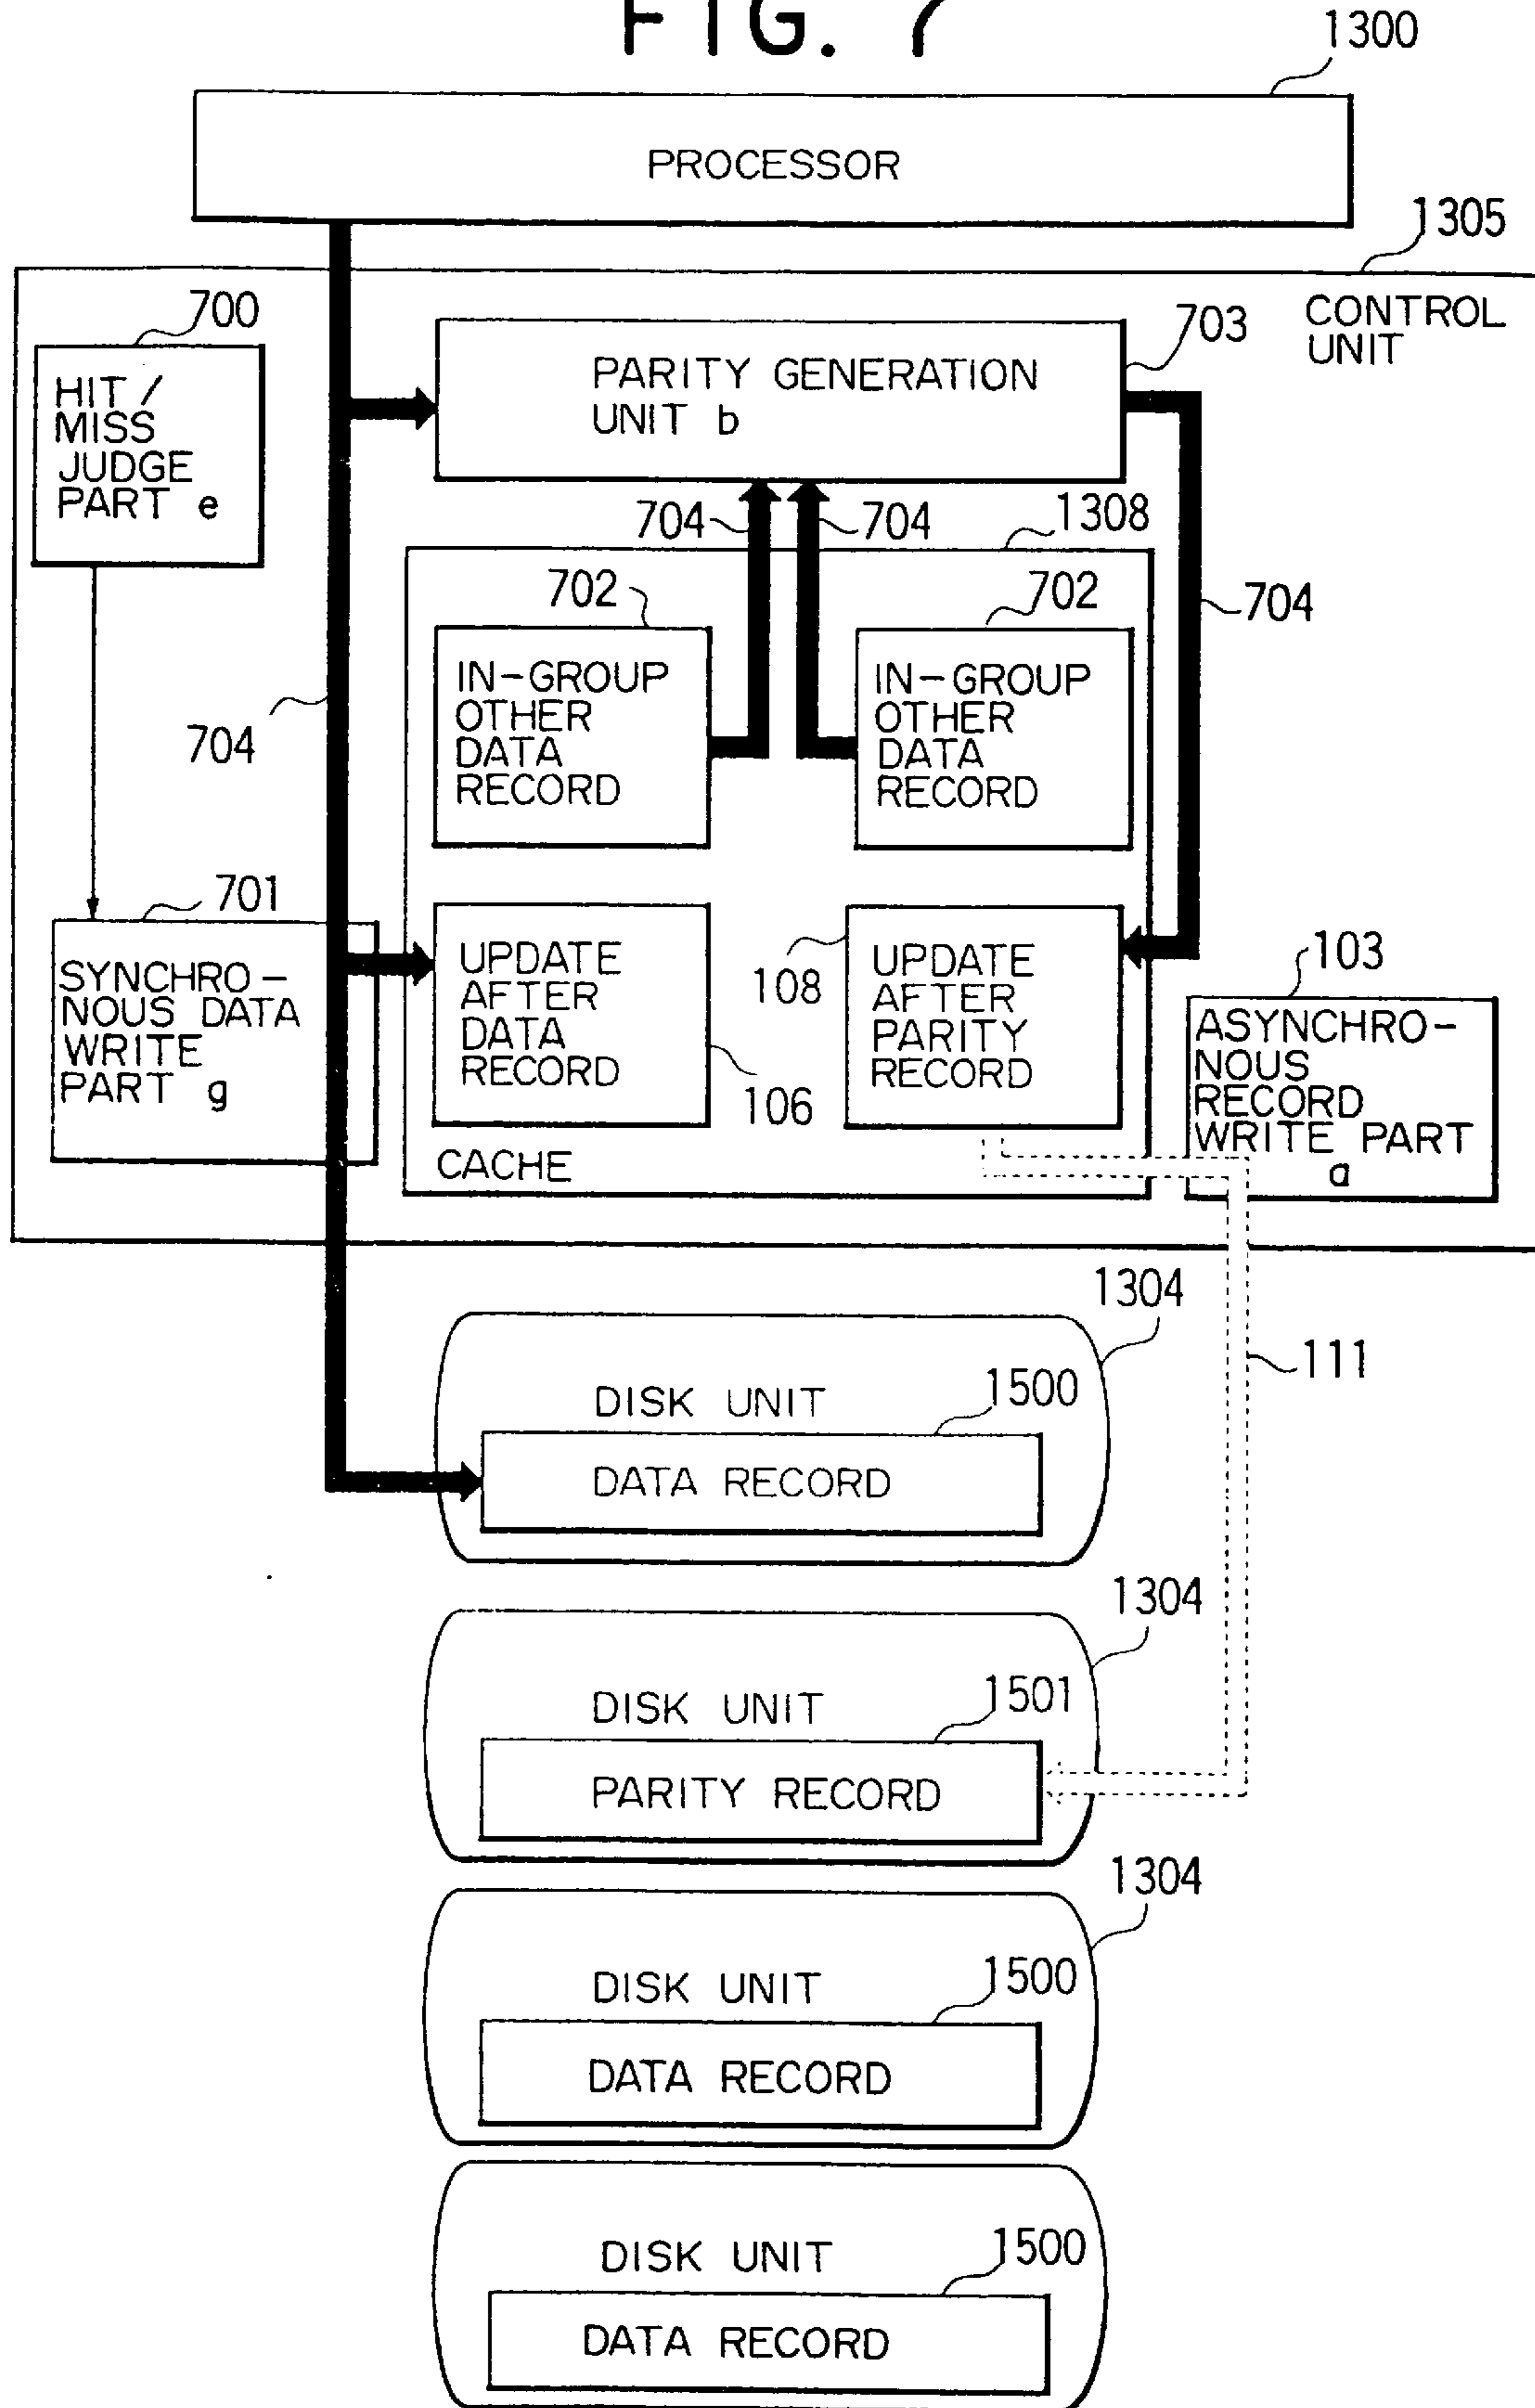 FIG. 7
1300
PROCESSOR
1305
CONTROL
UNIT
700
HIT /
MISS
JUDGE
PART e
703
PARITY GENERATION
UNIT b
704
704
1308
702
702
704
IN-GROUP
OTHER
DATA
RECORD
IN-GROUP
OTHER
DATA
RECORD
704
701
SYNCHRO-
NOUS DATA
WRITE
PART g
UPDATE
AFTER
DATA
RECORD
106
108
UPDATE
AFTER
PARITY
RECORD
103
ASYNCHRO-
NOUS
RECORD
WRITE PART
a
CACHE
1304
111
DISK UNIT
1500
DATA RECORD
1304
DISK UNIT
1501
PARITY RECORD
1304
DISK UNIT
1500
DATA RECORD
DISK UNIT
1500
DATA RECORD